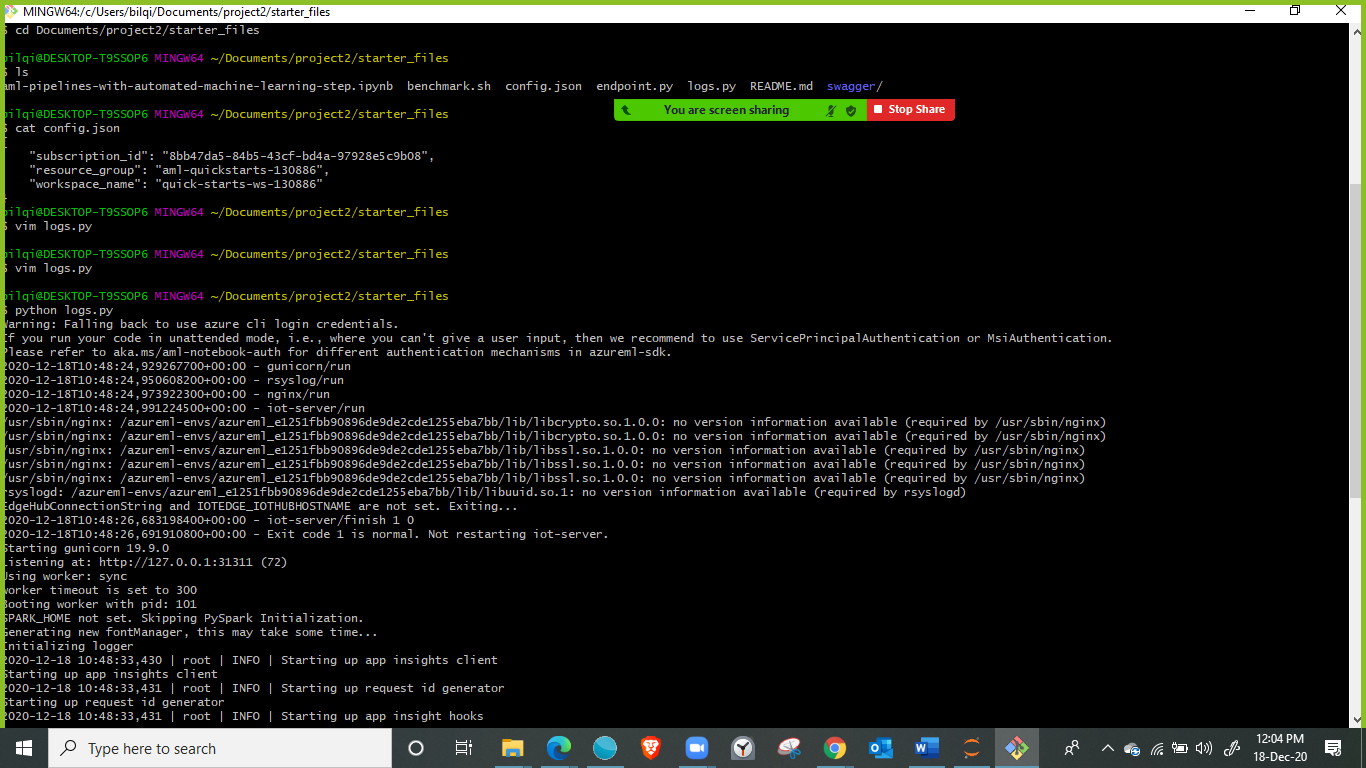 MINGW64:/c/Users/bilqi/Documents/project2/starter_files
$ cd Documents/project2/starter_files
bilqi@DESKTOP-T9SSOP6 MINGW64 ~/Documents/project2/starter_files
$ ls
aml-pipelines-with-automated-machine-learning-step.ipynb benchmark.sh config.json endpoint.py logs.py README.md swagger/
You are screen sharing Stop Share
bilqi@DESKTOP-T9SSOP6 MINGW64 ~/Documents/project2/starter_files
$ cat config.json
{
"subscription_id": "8bb47da5-84b5-43cf-bd4a-97928e5c9b08",
"resource_group": "aml-quickstarts-130886",
"workspace_name": "quick-starts-ws-130886"
}
bilqi@DESKTOP-T9SSOP6 MINGW64 ~/Documents/project2/starter_files
$ vim logs.py
bilqi@DESKTOP-T9SSOP6 MINGW64 ~/Documents/project2/starter_files
$ vim logs.py
bilqi@DESKTOP-T9SSOP6 MINGW64 ~/Documents/project2/starter_files
$ python logs.py
Warning: Falling back to use azure cli login credentials.
If you run your code in unattended mode, i.e., where you can't give a user input, then we recommend to use ServicePrincipalAuthentication or MsiAuthentication.
Please refer to aka.ms/aml-notebook-auth for different authentication mechanisms in azureml-sdk.
2020-12-18T10:48:24,929267700+00:00 - gunicorn/run
2020-12-18T10:48:24,950608200+00:00 - rsyslog/run
2020-12-18T10:48:24,973922300+00:00 - nginx/run
2020-12-18T10:48:24,991224500+00:00 - iot-server/run
/usr/sbin/nginx: /azureml-envs/azureml_e1251fbb90896de9de2cde1255eba7bb/lib/libcrypto.so.1.0.0: no version information available (required by /usr/sbin/nginx)
/usr/sbin/nginx: /azureml-envs/azureml_e1251fbb90896de9de2cde1255eba7bb/lib/libcrypto.so.1.0.0: no version information available (required by /usr/sbin/nginx)
/usr/sbin/nginx: /azureml-envs/azureml_e1251fbb90896de9de2cde1255eba7bb/lib/libssl.so.1.0.0: no version information available (required by /usr/sbin/nginx)
/usr/sbin/nginx: /azureml-envs/azureml_e1251fbb90896de9de2cde1255eba7bb/lib/libssl.so.1.0.0: no version information available (required by /usr/sbin/nginx)
/usr/sbin/nginx: /azureml-envs/azureml_e1251fbb90896de9de2cde1255eba7bb/lib/libssl.so.1.0.0: no version information available (required by /usr/sbin/nginx)
rsyslogd: /azureml-envs/azureml_e1251fbb90896de9de2cde1255eba7bb/lib/libuuid.so.1: no version information available (required by rsyslogd)
EdgeHubConnectionString and IOTEDGE_IOTHUBHOSTNAME are not set. Exiting...
2020-12-18T10:48:26,683198400+00:00 - iot-server/finish 1 0
2020-12-18T10:48:26,691910800+00:00 - Exit code 1 is normal. Not restarting iot-server.
Starting gunicorn 19.9.0
Listening at: http://127.0.0.1:31311 (72)
Using worker: sync
worker timeout is set to 300
Booting worker with pid: 101
SPARK_HOME not set. Skipping PySpark Initialization.
Generating new fontManager, this may take some time...
Initializing logger
2020-12-18 10:48:33,430 | root | INFO | Starting up app insights client
Starting up app insights client
2020-12-18 10:48:33,431 | root | INFO | Starting up request id generator
Starting up request id generator
2020-12-18 10:48:33,431 | root | INFO | Starting up app insight hooks
Type here to search
12:04 PM
18-Dec-20